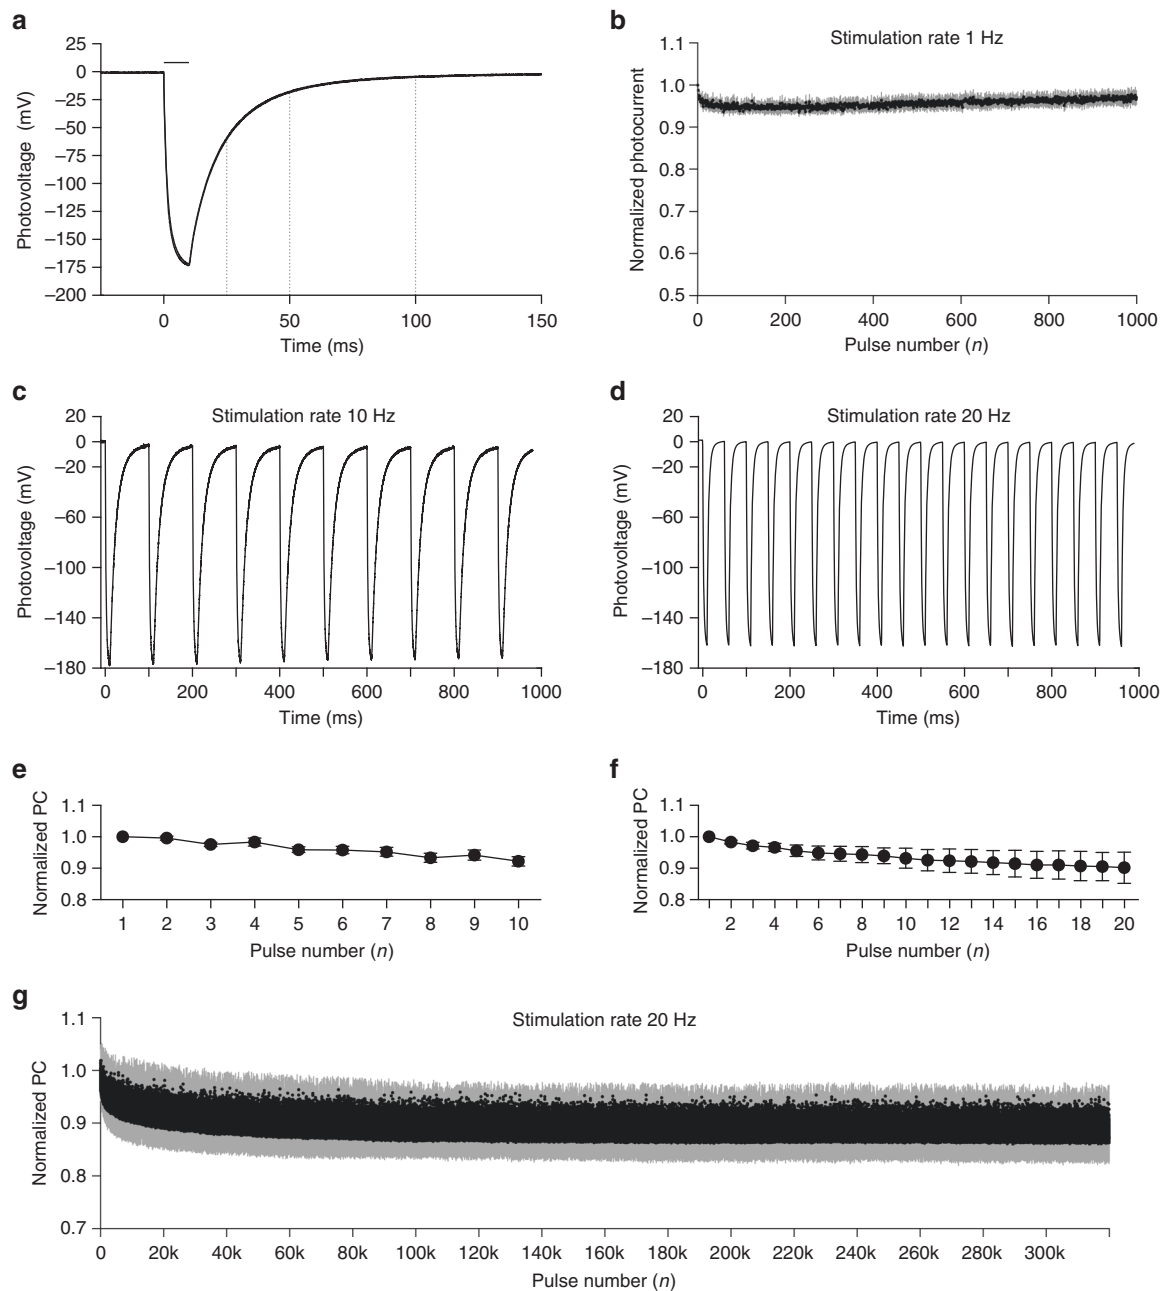 a
25
0
−25
−50
−75
−100
−125
−150
−175
−200
Photovoltage (mV)
0 50 100 150
Time (ms)
b
Stimulation rate 1 Hz
1.1
1.0
0.9
0.8
0.7
0.6
0.5
Normalized photocurrent
0 200 400 600 800 1000
Pulse number (n)
c
Stimulation rate 10 Hz
20
0
−20
−60
−100
−140
−180
Photovoltage (mV)
0 200 400 600 800 1000
Time (ms)
d
Stimulation rate 20 Hz
20
0
−20
−60
−100
−140
−180
Photovoltage (mV)
0 200 400 600 800 1000
Time (ms)
e
1.1
1.0
0.9
0.8
Normalized PC
1 2 3 4 5 6 7 8 9 10
Pulse number (n)
f
1.1
1.0
0.9
0.8
Normalized PC
2 4 6 8 10 12 14 16 18 20
Pulse number (n)
g
Stimulation rate 20 Hz
1.1
1.0
0.9
0.8
0.7
Normalized PC
0 20k 40k 60k 80k 100k 120k 140k 160k 180k 200k 220k 240k 260k 280k 300k
Pulse number (n)